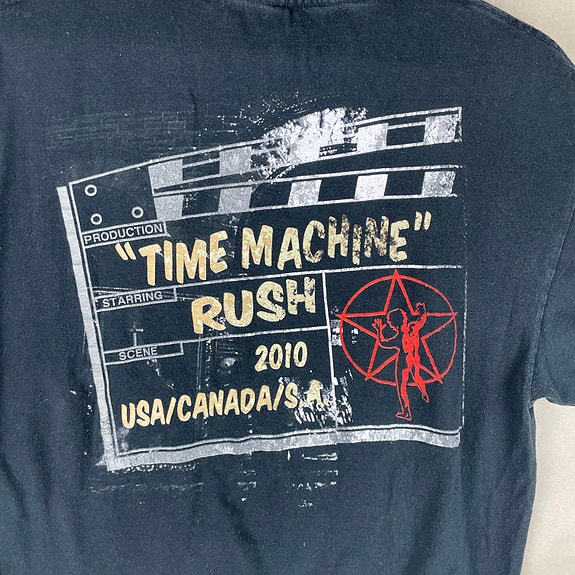 PRODUCTION
"TIME MACHINE"
STARRING
RUSH
SCENE
2010
USA/CANADA/S.A.